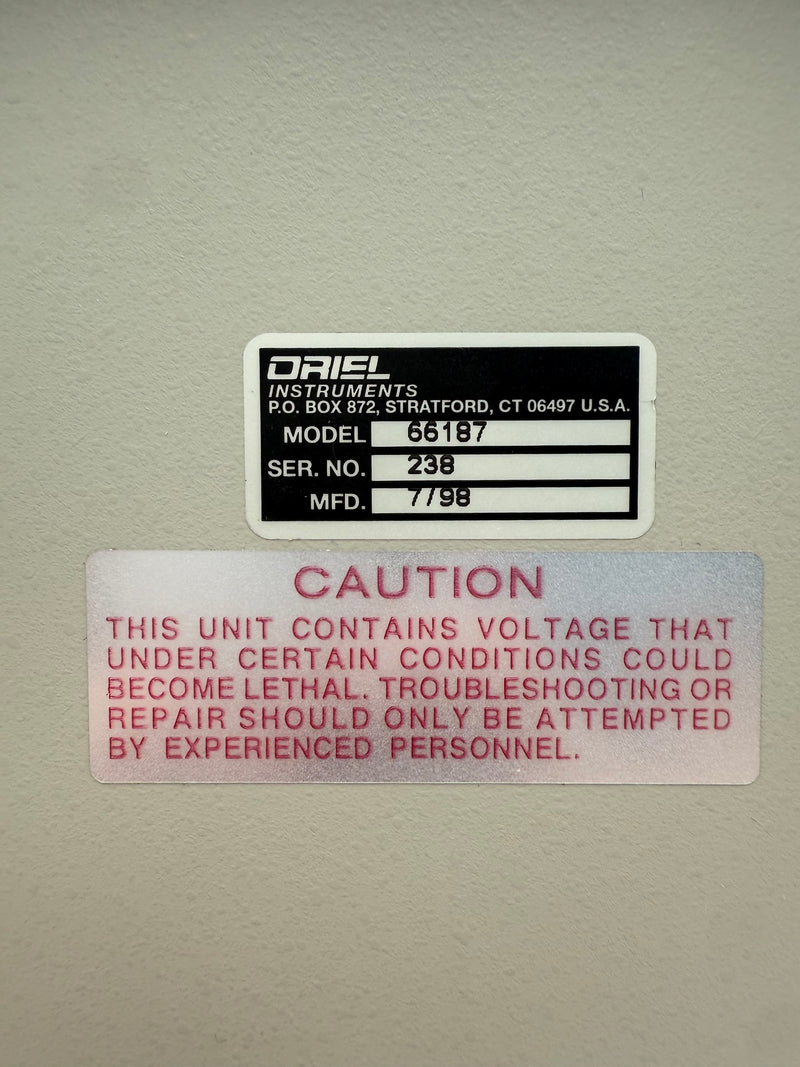 ORIEL
INSTRUMENTS
P.O. BOX 872, STRATFORD, CT 06497 U.S.A.
MODEL 66187
SER. NO. 238
MFD. 7/98
CAUTION
THIS UNIT CONTAINS VOLTAGE THAT
UNDER CERTAIN CONDITIONS COULD
BECOME LETHAL. TROUBLESHOOTING OR
REPAIR SHOULD ONLY BE ATTEMPTED
BY EXPERIENCED PERSONNEL.